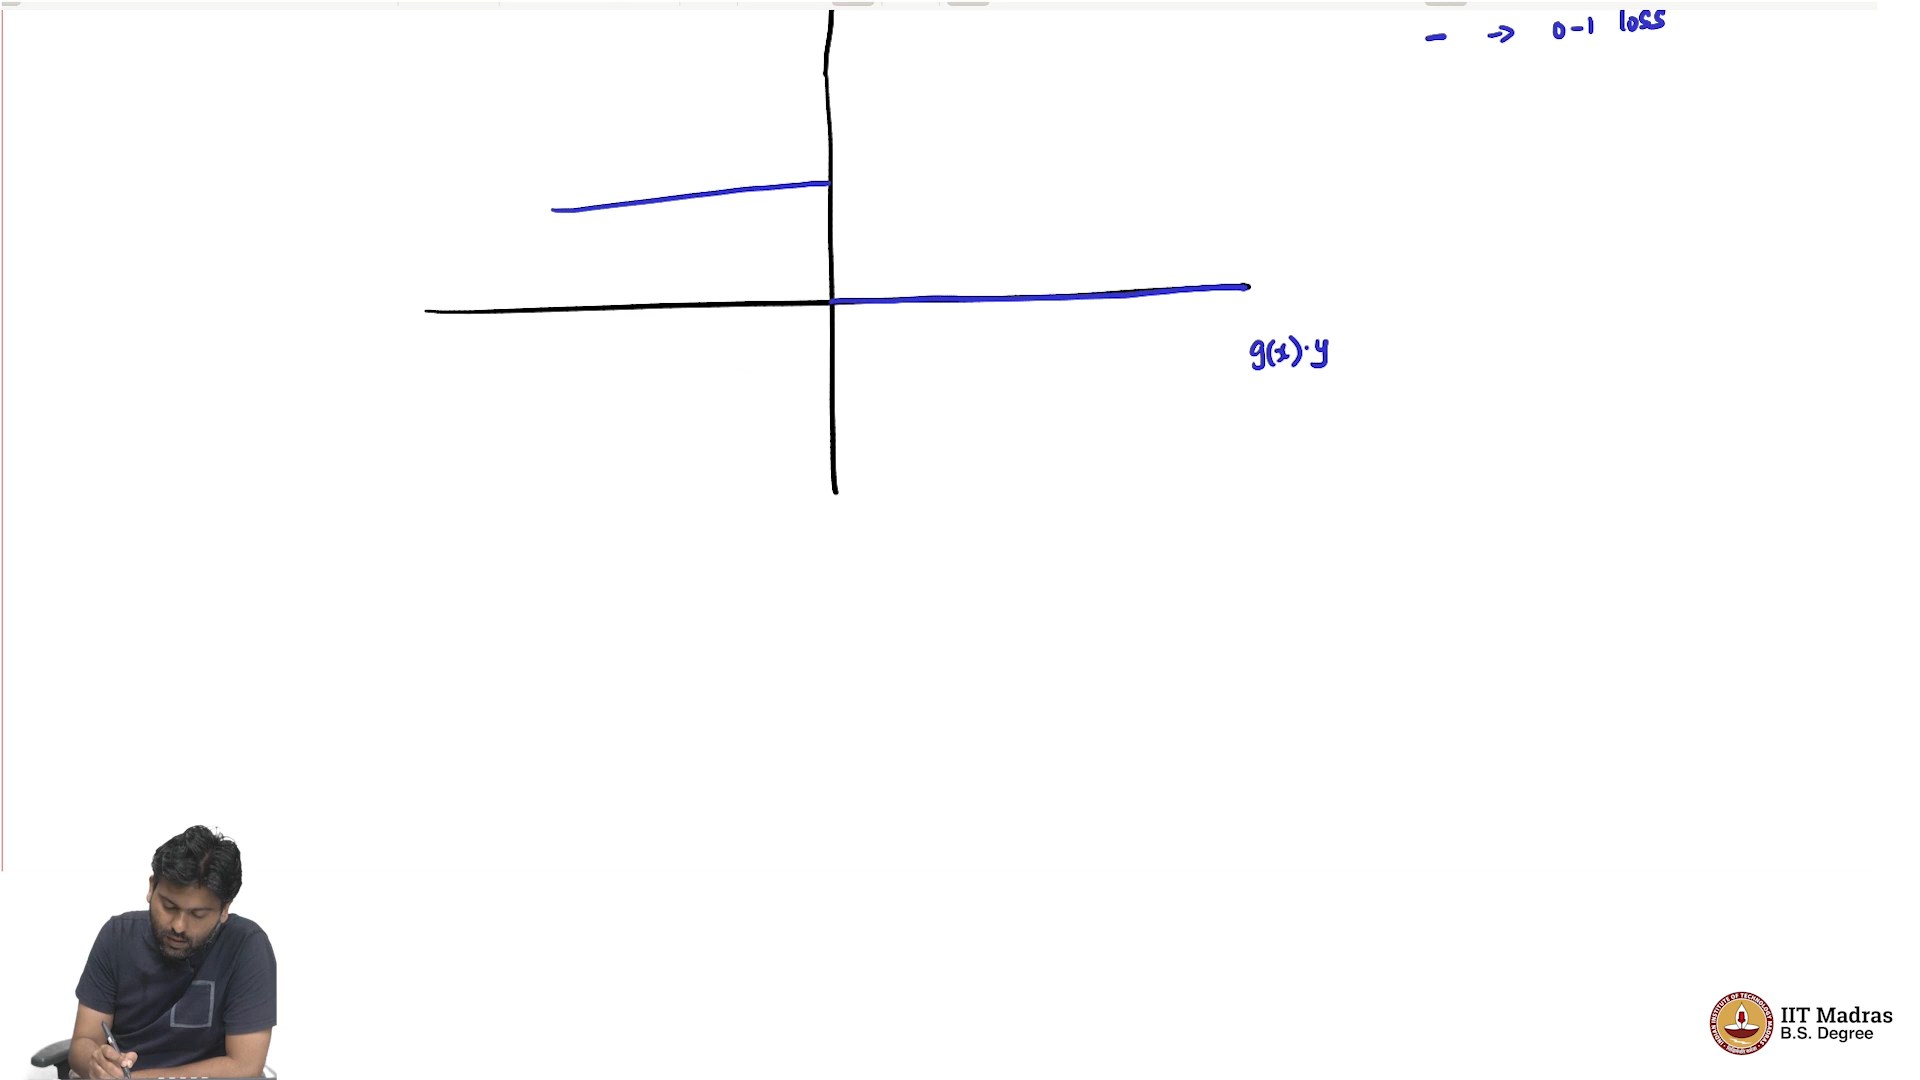 - → 0-1 loss
g(x)·y
IIT Madras
B.S. Degree